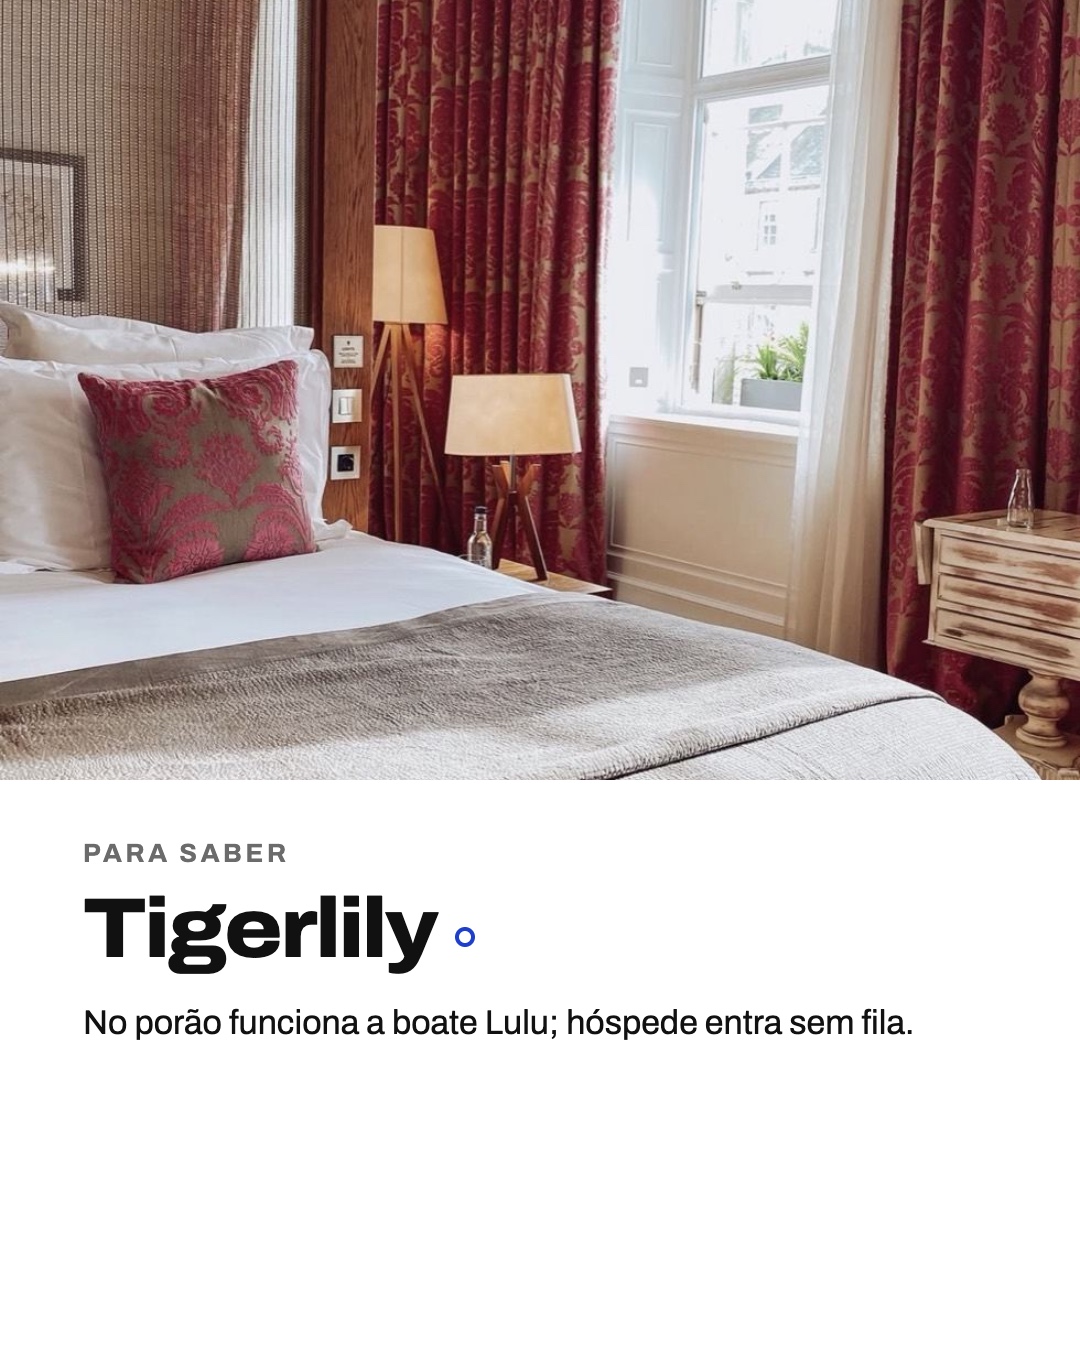 PARA SABER
Tigerlily
No porão funciona a boate Lulu; hóspede entra sem fila.